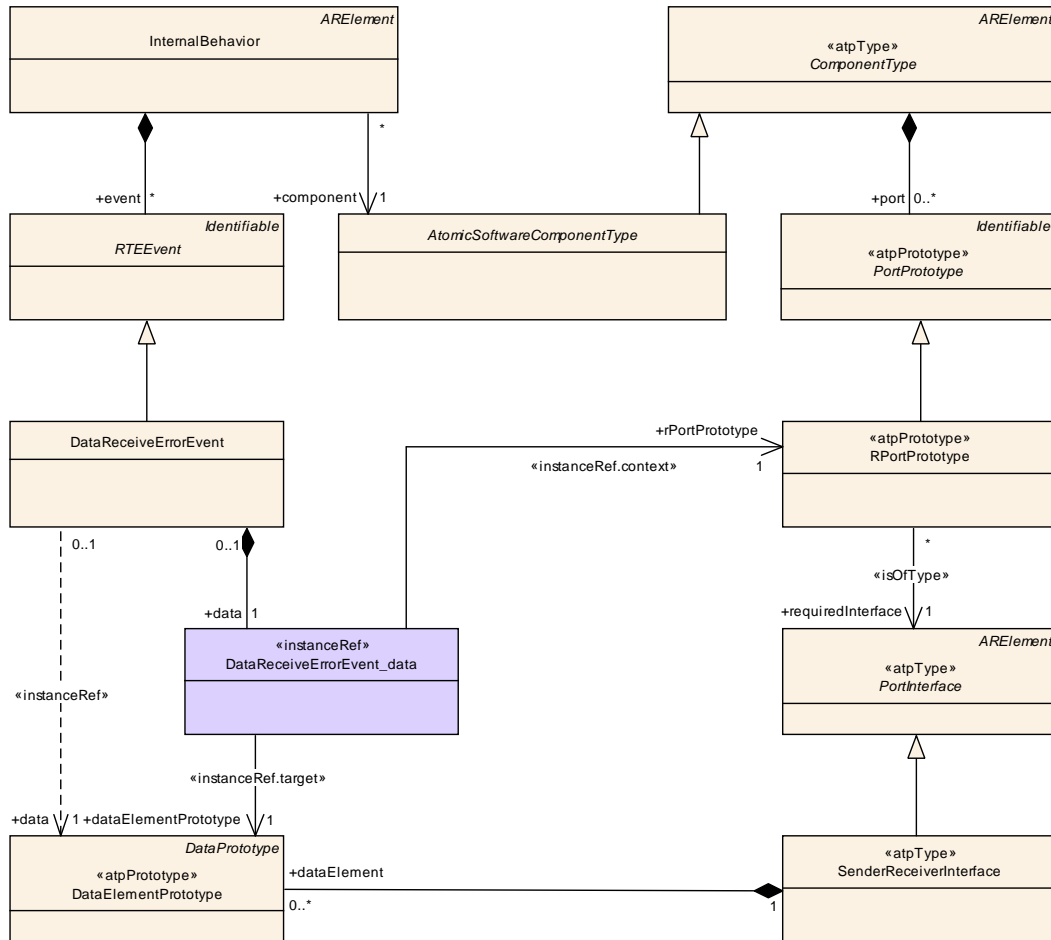 ARElement
InternalBehavior
ARElement
«atpType»
ComponentType
*
+event *
+component 1
+port 0..*
Identifiable
RTEEvent
AtomicSoftwareComponentType
Identifiable
«atpPrototype»
PortPrototype
DataReceiveErrorEvent
+rPortPrototype
«instanceRef.context» 1
«atpPrototype»
RPortPrototype
0..1 0..1
*
«isOfType»
+data 1
+requiredInterface 1
«instanceRef»
DataReceiveErrorEvent_data
ARElement
«atpType»
PortInterface
«instanceRef»
«instanceRef.target»
+data 1 +dataElementPrototype 1
DataPrototype
«atpPrototype»
DataElementPrototype
+dataElement
0..* 1
«atpType»
SenderReceiverInterface